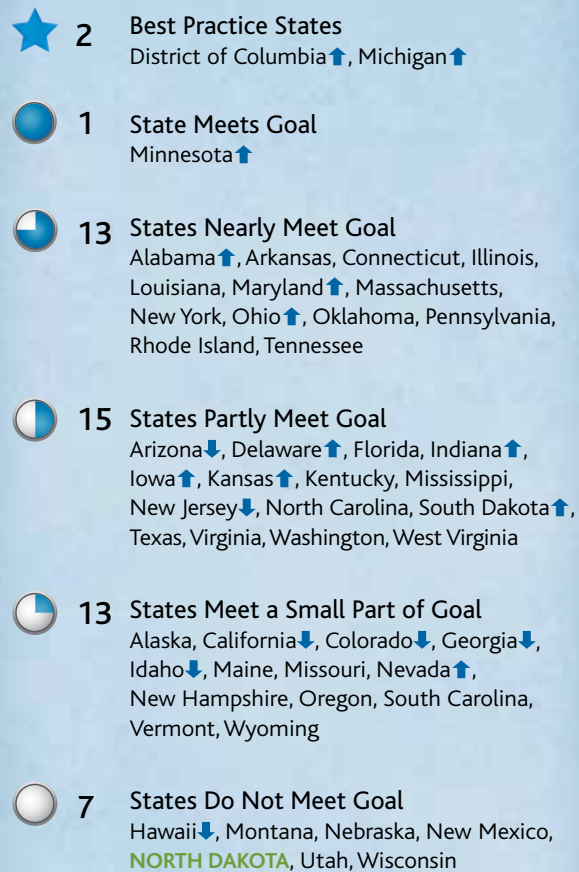 2 Best Practice States
District of Columbia⬆, Michigan⬆
1 State Meets Goal
Minnesota⬆
13 States Nearly Meet Goal
Alabama⬆, Arkansas, Connecticut, Illinois,
Louisiana, Maryland⬆, Massachusetts,
New York, Ohio⬆, Oklahoma, Pennsylvania,
Rhode Island, Tennessee
15 States Partly Meet Goal
Arizona⬇, Delaware⬆, Florida, Indiana⬆,
Iowa⬆, Kansas⬆, Kentucky, Mississippi,
New Jersey⬇, North Carolina, South Dakota⬆,
Texas, Virginia, Washington, West Virginia
13 States Meet a Small Part of Goal
Alaska, California⬇, Colorado⬇, Georgia⬇,
Idaho⬇, Maine, Missouri, Nevada⬆,
New Hampshire, Oregon, South Carolina,
Vermont, Wyoming
7 States Do Not Meet Goal
Hawaii⬇, Montana, Nebraska, New Mexico,
NORTH DAKOTA, Utah, Wisconsin